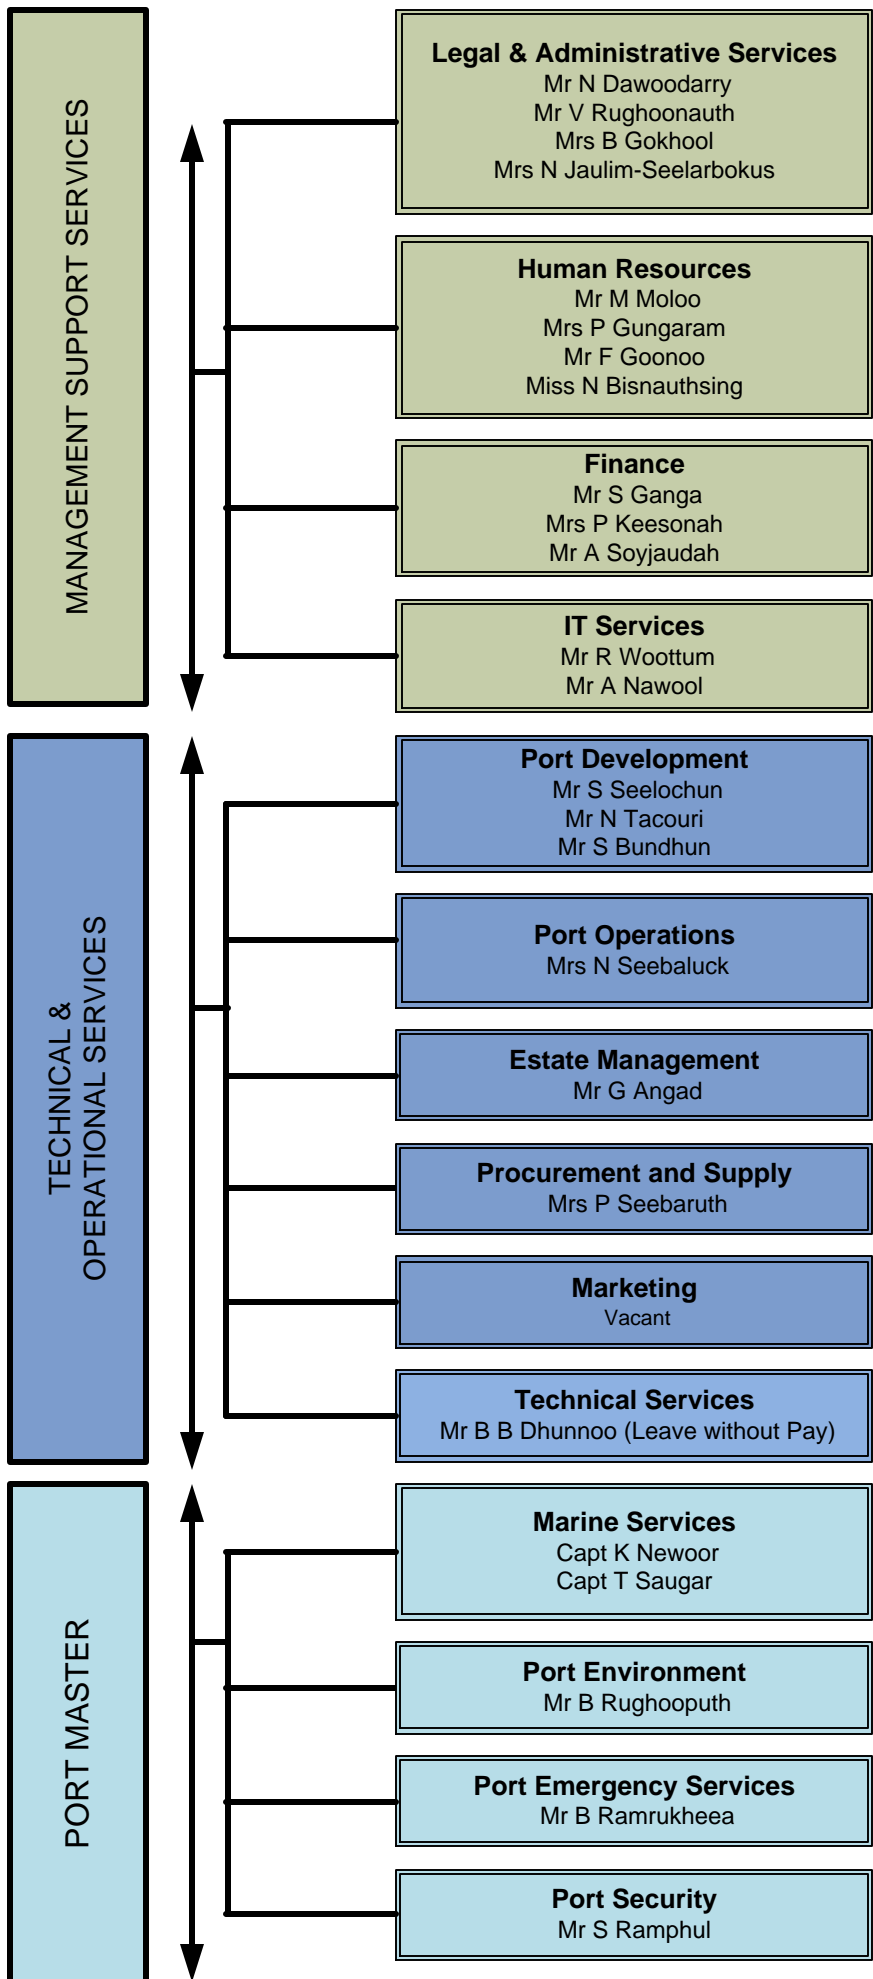 MANAGEMENT SUPPORT SERVICES
Legal & Administrative Services
Mr N Dawoodarry
Mr V Rughoonauth
Mrs B Gokhool
Mrs N Jaulim-Seelarbokus
Human Resources
Mr M Moloo
Mrs P Gungaram
Mr F Goonoo
Miss N Bisnauthsing
Finance
Mr S Ganga
Mrs P Keesonah
Mr A Soyjaudah
IT Services
Mr R Woottum
Mr A Nawool
TECHNICAL &
OPERATIONAL SERVICES
Port Development
Mr S Seelochun
Mr N Tacouri
Mr S Bundhun
Port Operations
Mrs N Seebaluck
Estate Management
Mr G Angad
Procurement and Supply
Mrs P Seebaruth
Marketing
Vacant
Technical Services
Mr B B Dhunnoo (Leave without Pay)
PORT MASTER
Marine Services
Capt K Newoor
Capt T Saugar
Port Environment
Mr B Rughooputh
Port Emergency Services
Mr B Ramrukheea
Port Security
Mr S Ramphul